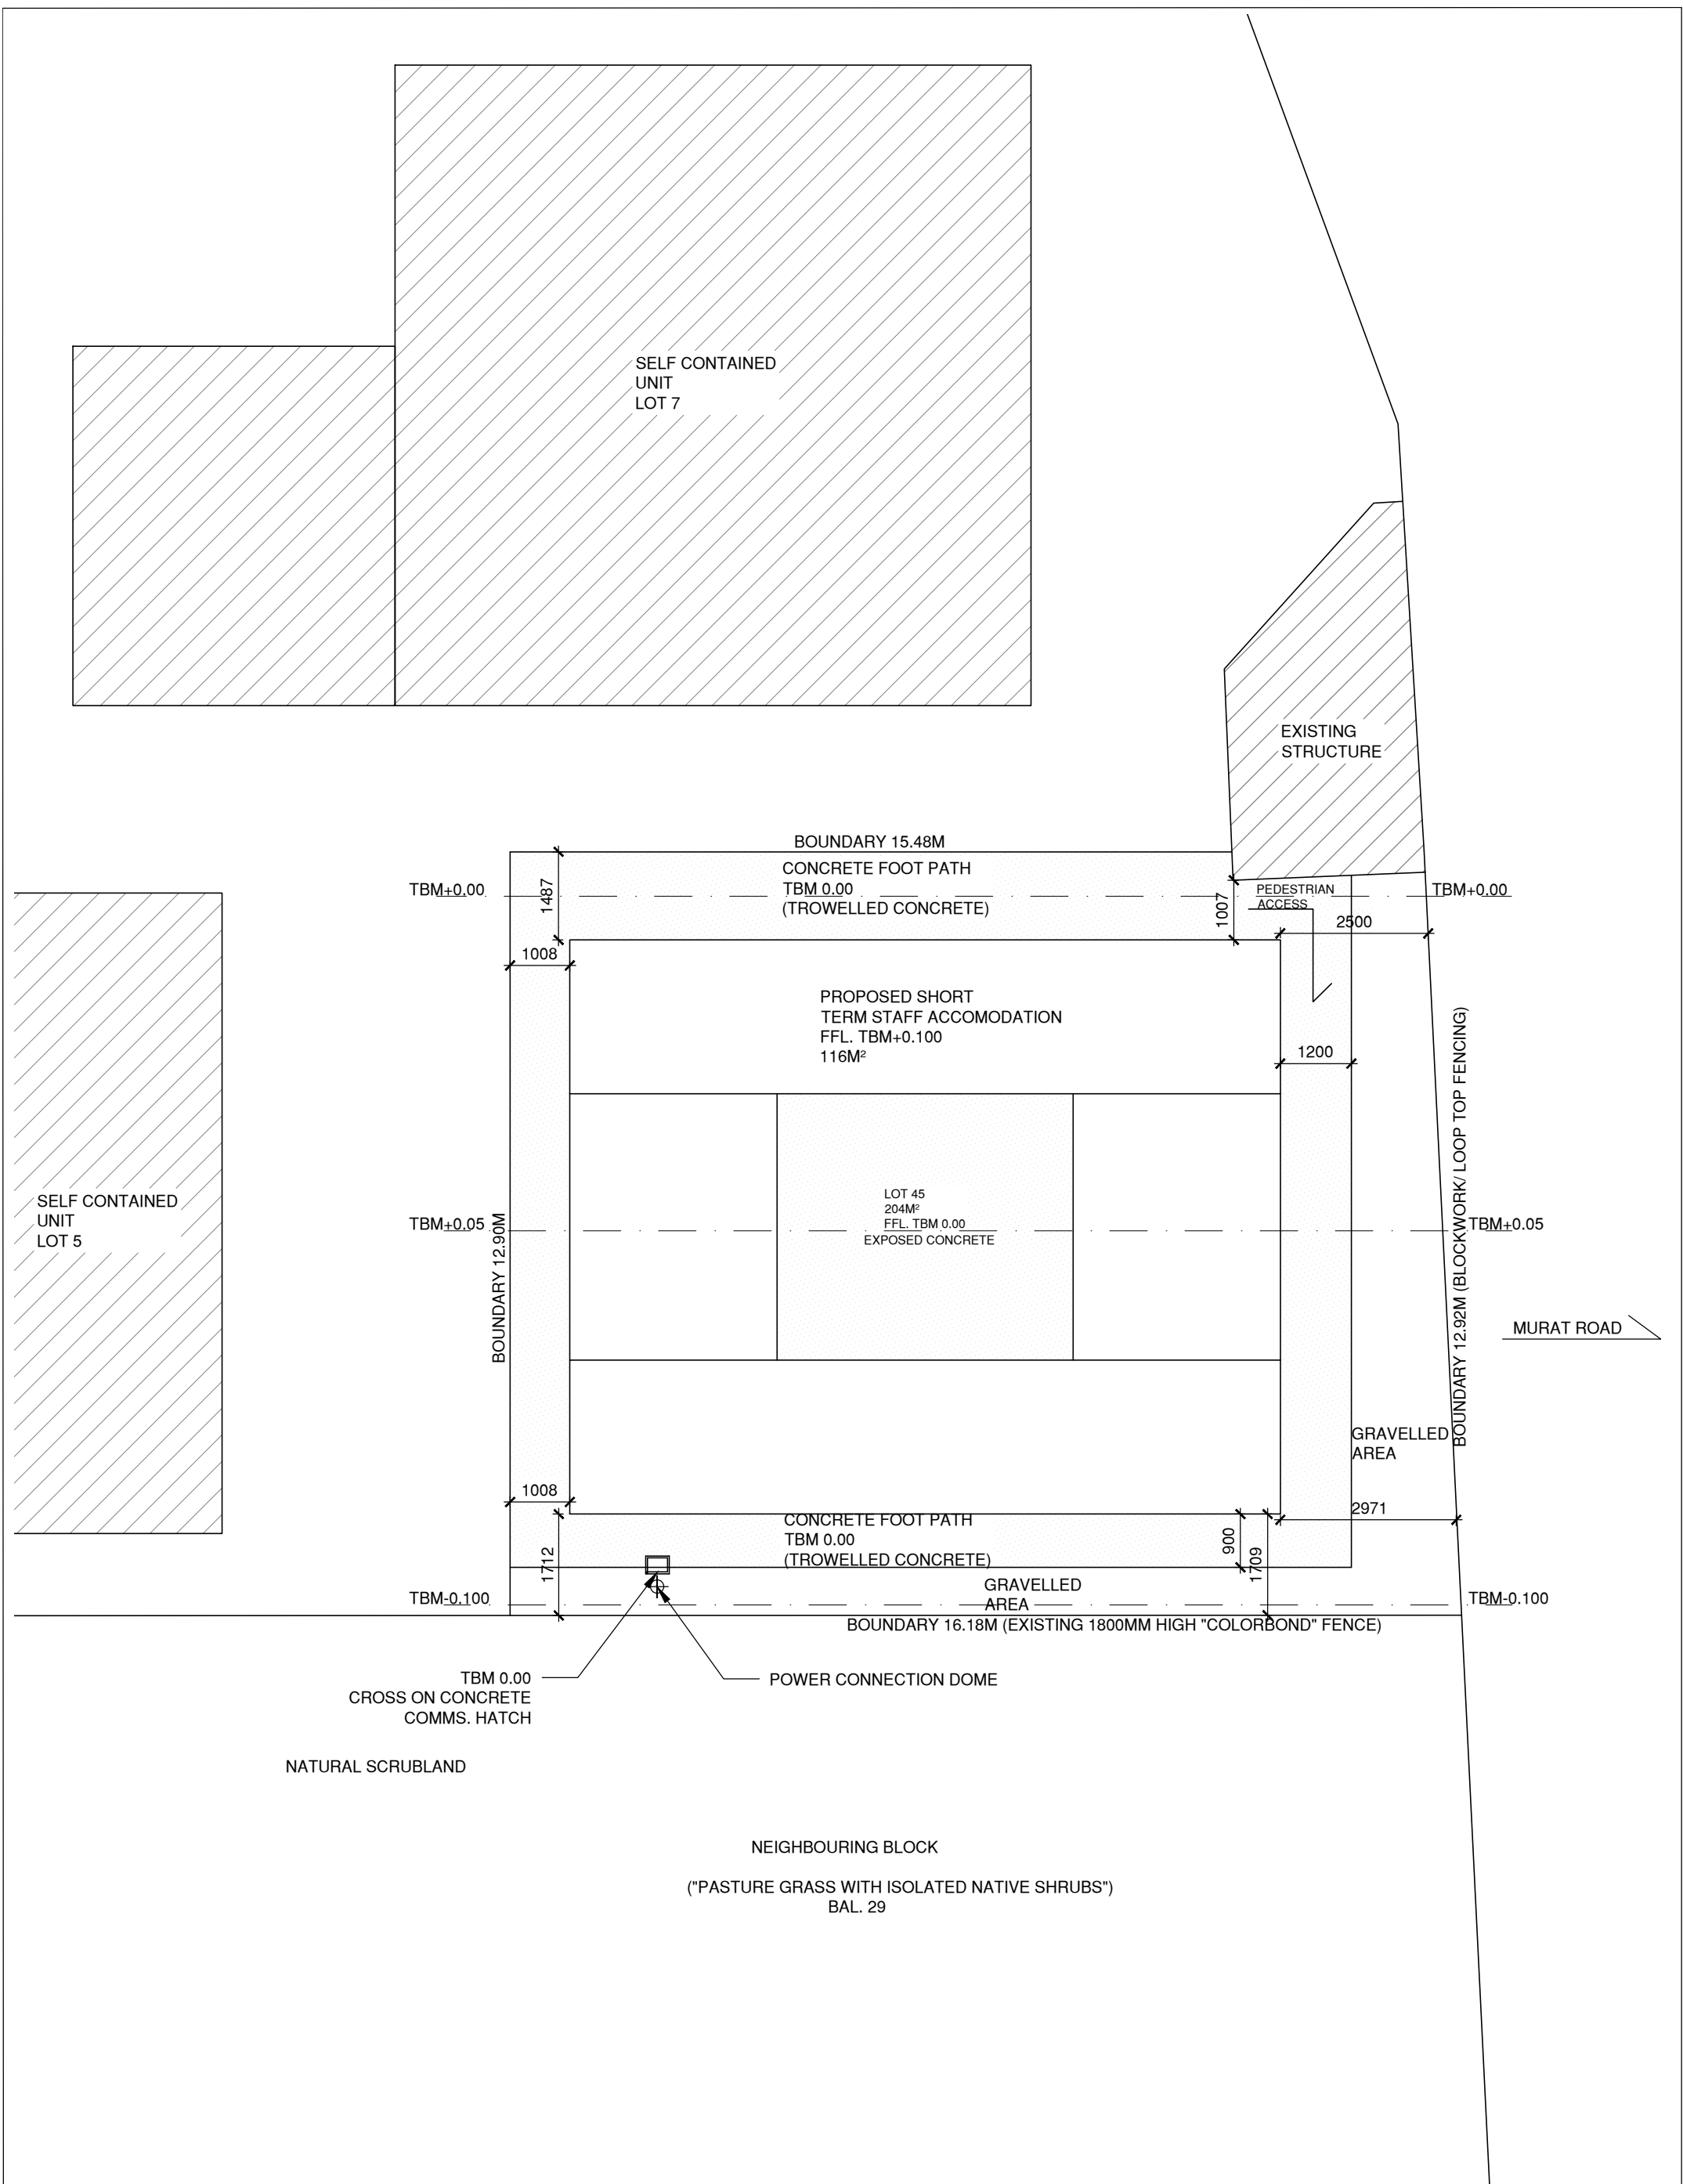 SELF CONTAINED
UNIT
LOT 7
EXISTING
STRUCTURE
BOUNDARY 15.48M
CONCRETE FOOT PATH
TBM 0.00
(TROWELLED CONCRETE)
TBM+0.00
1487
1007
PEDESTRIAN
ACCESS
TBM+0.00
2500
1008
PROPOSED SHORT
TERM STAFF ACCOMODATION
FFL. TBM+0.100
116M²
1200
BOUNDARY 12.92M (BLOCKWORK/ LOOP TOP FENCING)
SELF CONTAINED
UNIT
LOT 5
TBM+0.05
BOUNDARY 12.90M
LOT 45
204M²
FFL. TBM 0.00
EXPOSED CONCRETE
TBM+0.05
MURAT ROAD
GRAVELLED
AREA
1008
2971
CONCRETE FOOT PATH
TBM 0.00
(TROWELLED CONCRETE)
1712
900
1709
GRAVELLED
AREA
TBM-0.100
TBM-0.100
BOUNDARY 16.18M (EXISTING 1800MM HIGH "COLORBOND" FENCE)
TBM 0.00
CROSS ON CONCRETE
COMMS. HATCH
POWER CONNECTION DOME
NATURAL SCRUBLAND
NEIGHBOURING BLOCK
("PASTURE GRASS WITH ISOLATED NATIVE SHRUBS")
BAL. 29